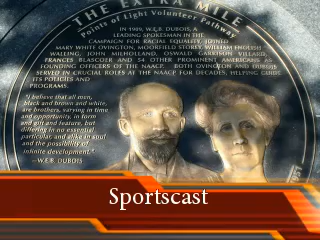 THE EXTRA MILE
Points of Light Volunteer Pathway
IN 1909, W.E.B. DUBOIS, A
LEADING SPOKESMAN IN THE
CAMPAIGN FOR RACIAL EQUALITY, JOINED
MARY WHITE OVINGTON, MOORFIELD STOREY, WILLIAM ENGLISH
WALLING, JOHN MILHOLLAND, OSWALD GARRISON VILLARD,
FRANCES BLASCOER AND 54 OTHER PROMINENT AMERICANS AS
FOUNDING OFFICERS OF THE NAACP. BOTH OVINGTON AND DUBOIS
SERVED IN CRUCIAL ROLES AT THE NAACP FOR DECADES, HELPING GUIDE
ITS POLICIES AND
PROGRAMS.
"I believe that all men,
black and brown and white,
are brothers, varying in time
and opportunity, in form
and gift and feature, but
differing in no essential
particular, and alike in soul
and the possibility of
infinite development."
—W.E.B. DUBOIS
Sportscast